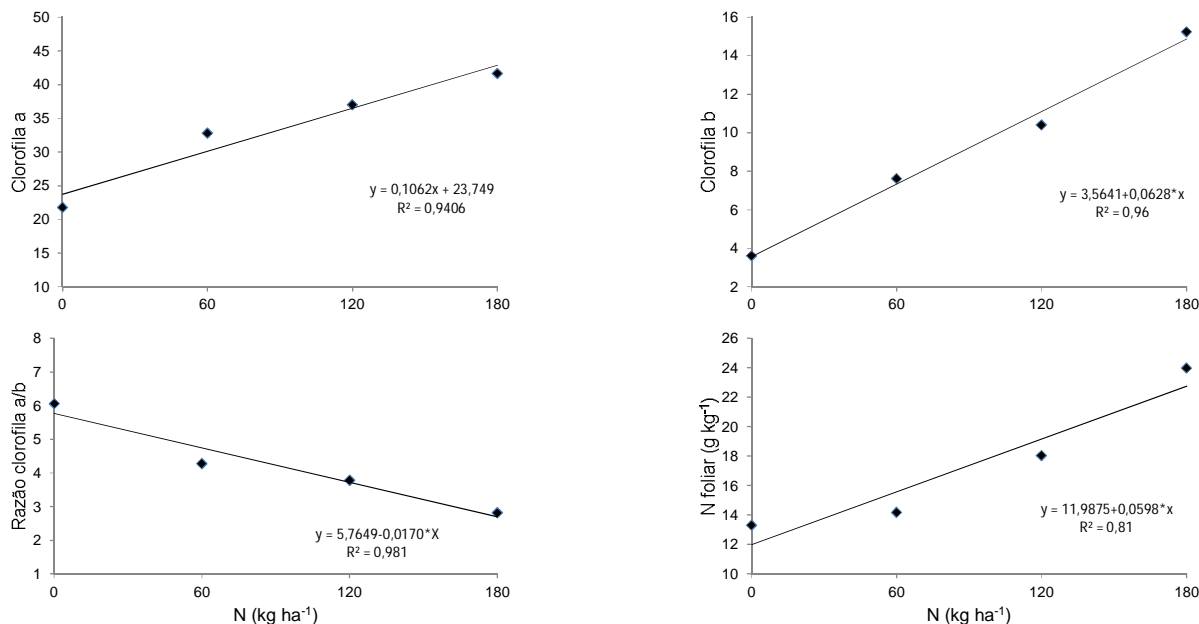 Clorofila a
50
45
40
35
30
25
20
15
10
y = 0,1062x + 23,749
R² = 0,9406
0 60 120 180
Clorofila b
16
14
12
10
8
6
4
2
y = 3,5641+0,0628*x
R² = 0,96
0 60 120 180
Razão clorofila a/b
8
7
6
5
4
3
2
1
y = 5,7649-0,0170*X
R² = 0,981
0 60 120 180
N (kg ha⁻¹)
N foliar (g kg⁻¹)
26
24
22
20
18
16
14
12
10
y = 11,9875+0,0598*x
R² = 0,81
0 60 120 180
N (kg ha⁻¹)